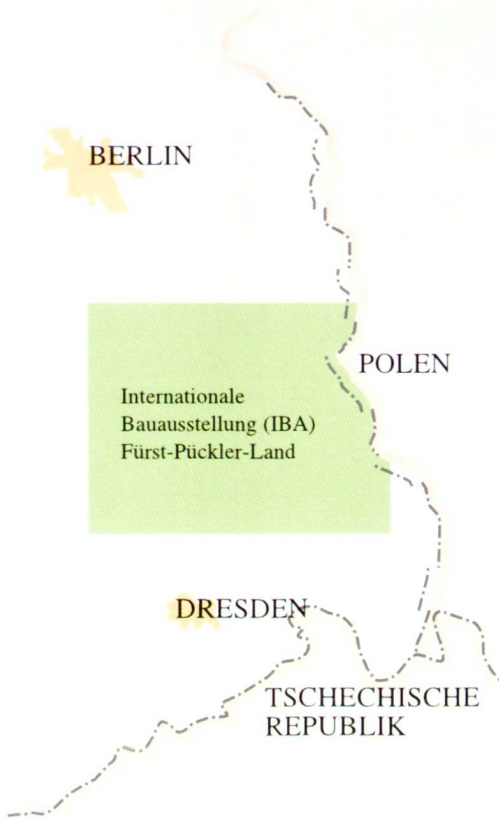 BERLIN
POLEN
Internationale
Bauausstellung (IBA)
Fürst-Pückler-Land
DRESDEN
TSCHECHISCHE
REPUBLIK